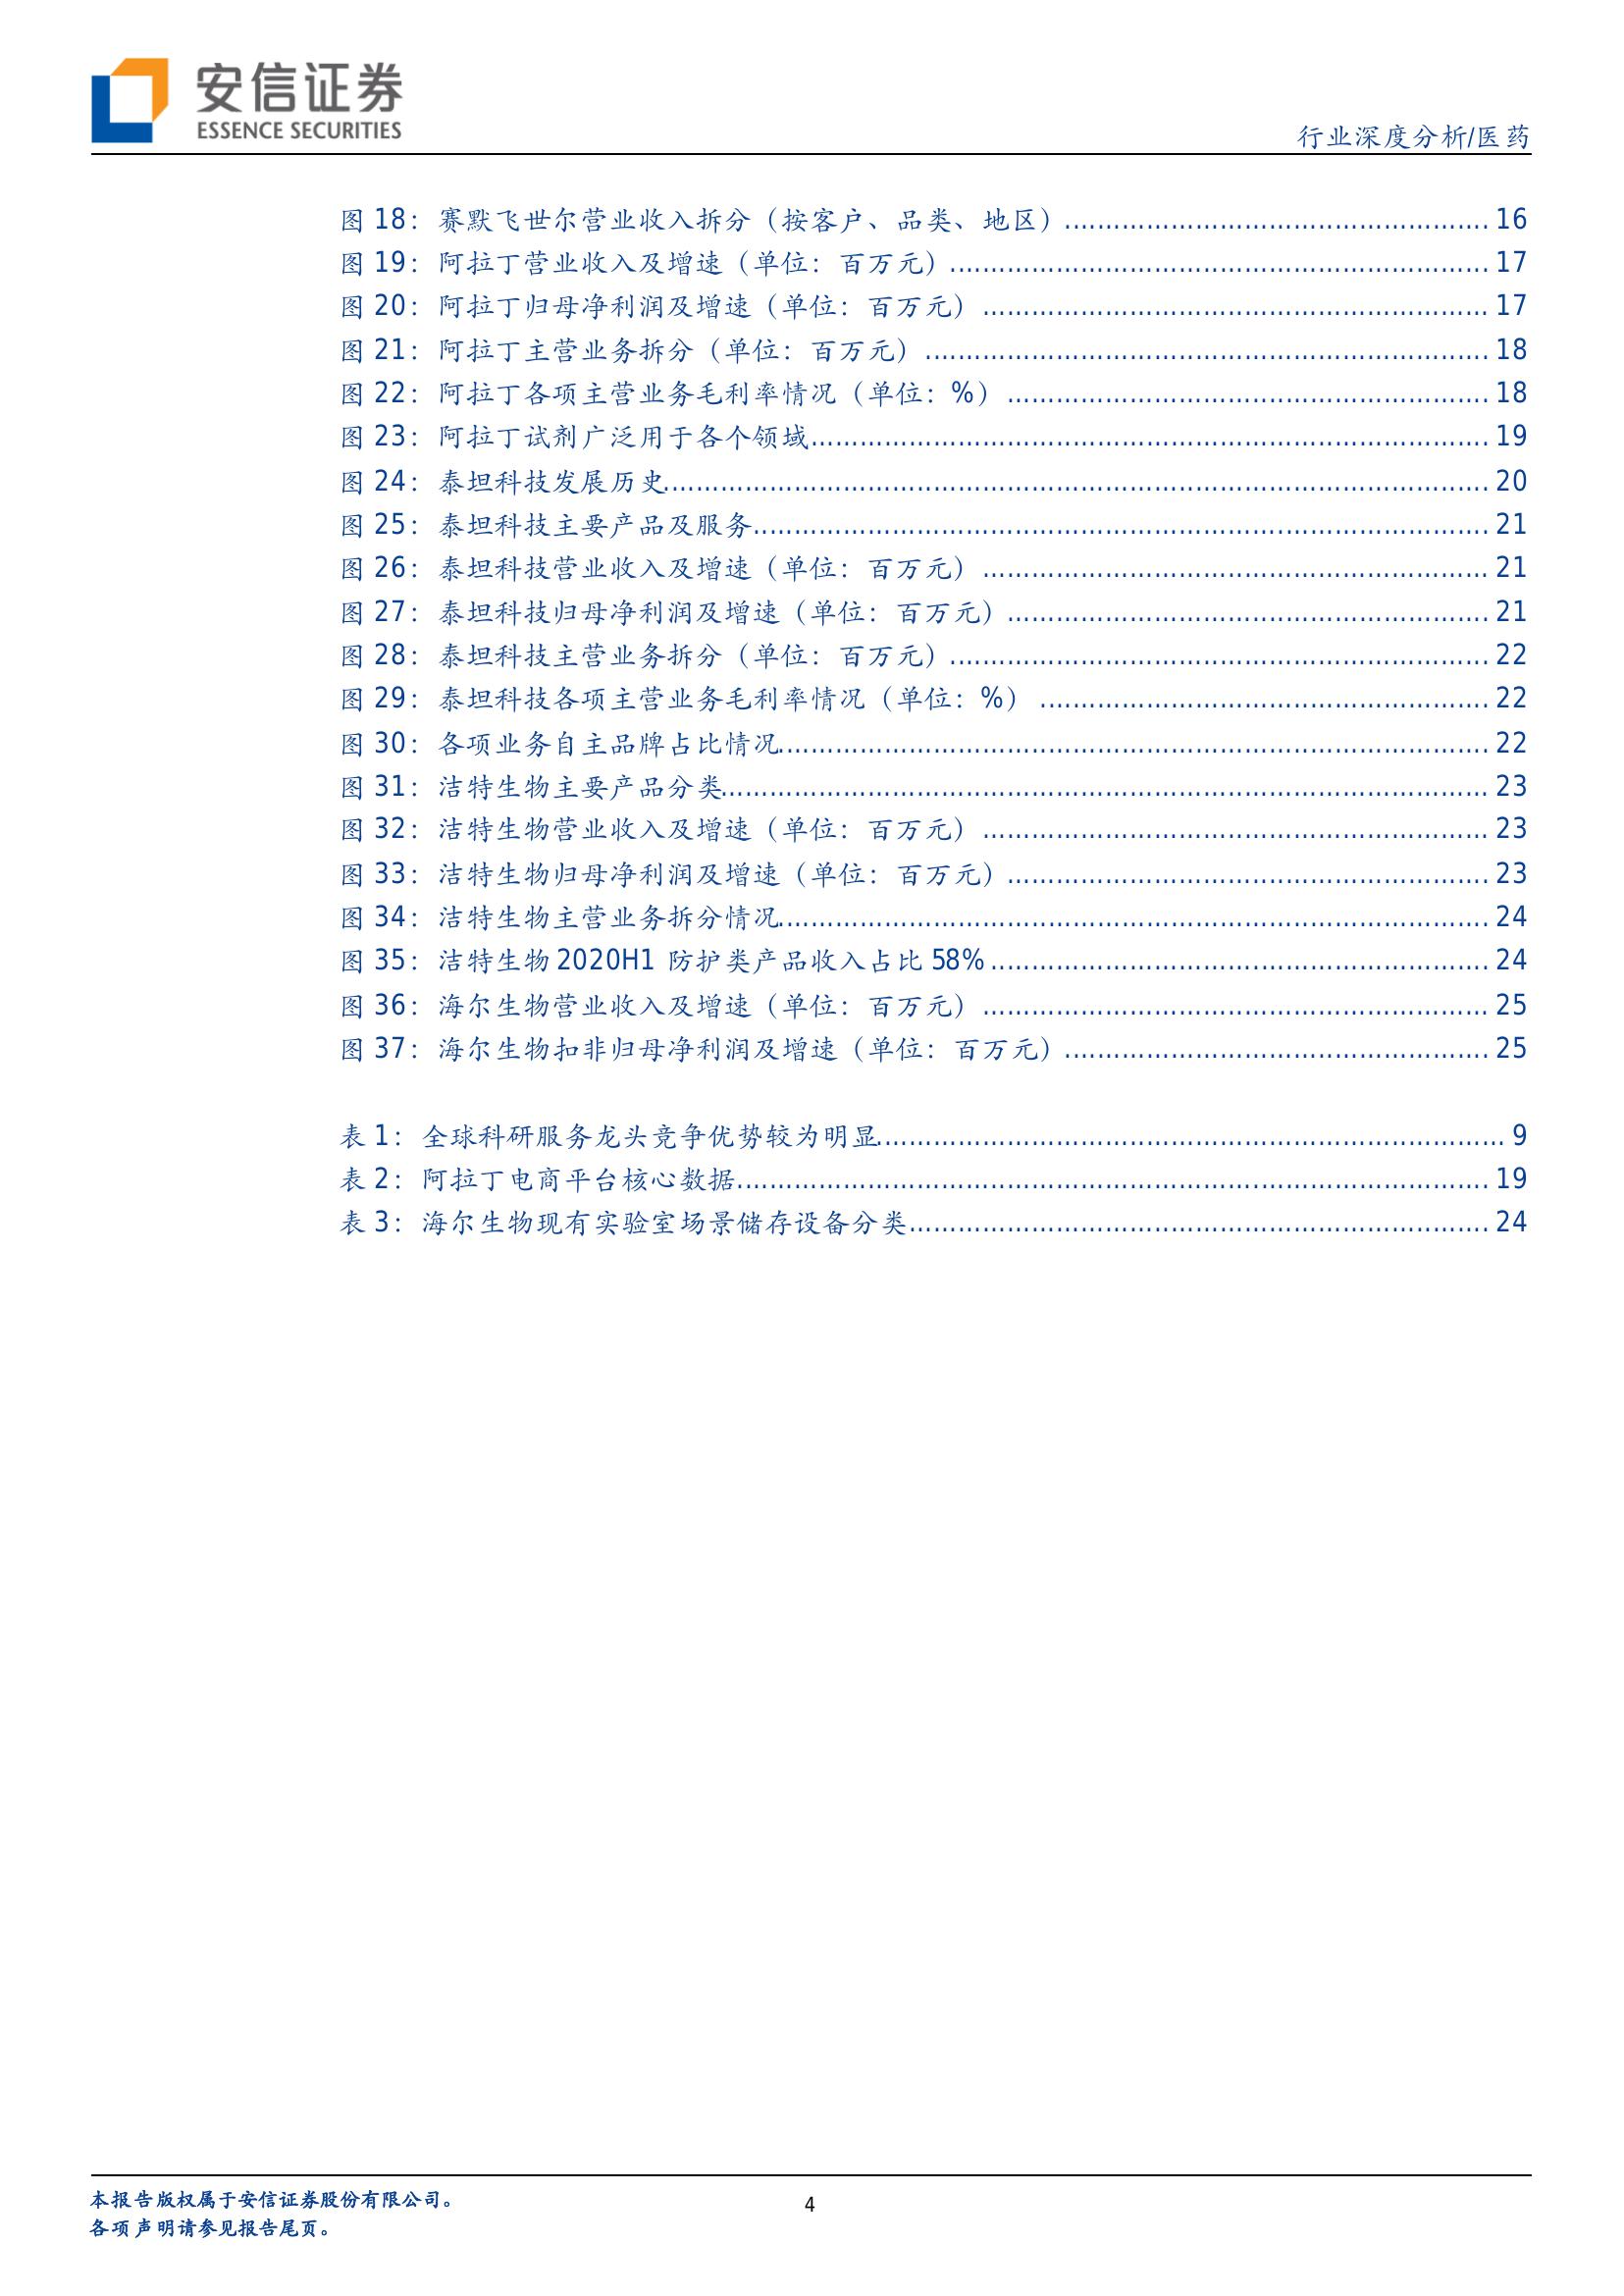 安信证券
ESSENCE SECURITIES
行业深度分析/医药
图 18：赛默飞世尔营业收入拆分（按客户、品类、地区） 16
图 19：阿拉丁营业收入及增速（单位：百万元） 17
图 20：阿拉丁归母净利润及增速（单位：百万元） 17
图 21：阿拉丁主营业务拆分（单位：百万元） 18
图 22：阿拉丁各项主营业务毛利率情况（单位：%） 18
图 23：阿拉丁试剂广泛用于各个领域 19
图 24：泰坦科技发展历史 20
图 25：泰坦科技主要产品及服务 21
图 26：泰坦科技营业收入及增速（单位：百万元） 21
图 27：泰坦科技归母净利润及增速（单位：百万元） 21
图 28：泰坦科技主营业务拆分（单位：百万元） 22
图 29：泰坦科技各项主营业务毛利率情况（单位：%） 22
图 30：各项业务自主品牌占比情况 22
图 31：洁特生物主要产品分类 23
图 32：洁特生物营业收入及增速（单位：百万元） 23
图 33：洁特生物归母净利润及增速（单位：百万元） 23
图 34：洁特生物主营业务拆分情况 24
图 35：洁特生物 2020H1 防护类产品收入占比 58% 24
图 36：海尔生物营业收入及增速（单位：百万元） 25
图 37：海尔生物扣非归母净利润及增速（单位：百万元） 25
表 1：全球科研服务龙头竞争优势较为明显 9
表 2：阿拉丁电商平台核心数据 19
表 3：海尔生物现有实验室场景储存设备分类 24
本报告版权属于安信证券股份有限公司。
4
各项声明请参见报告尾页。